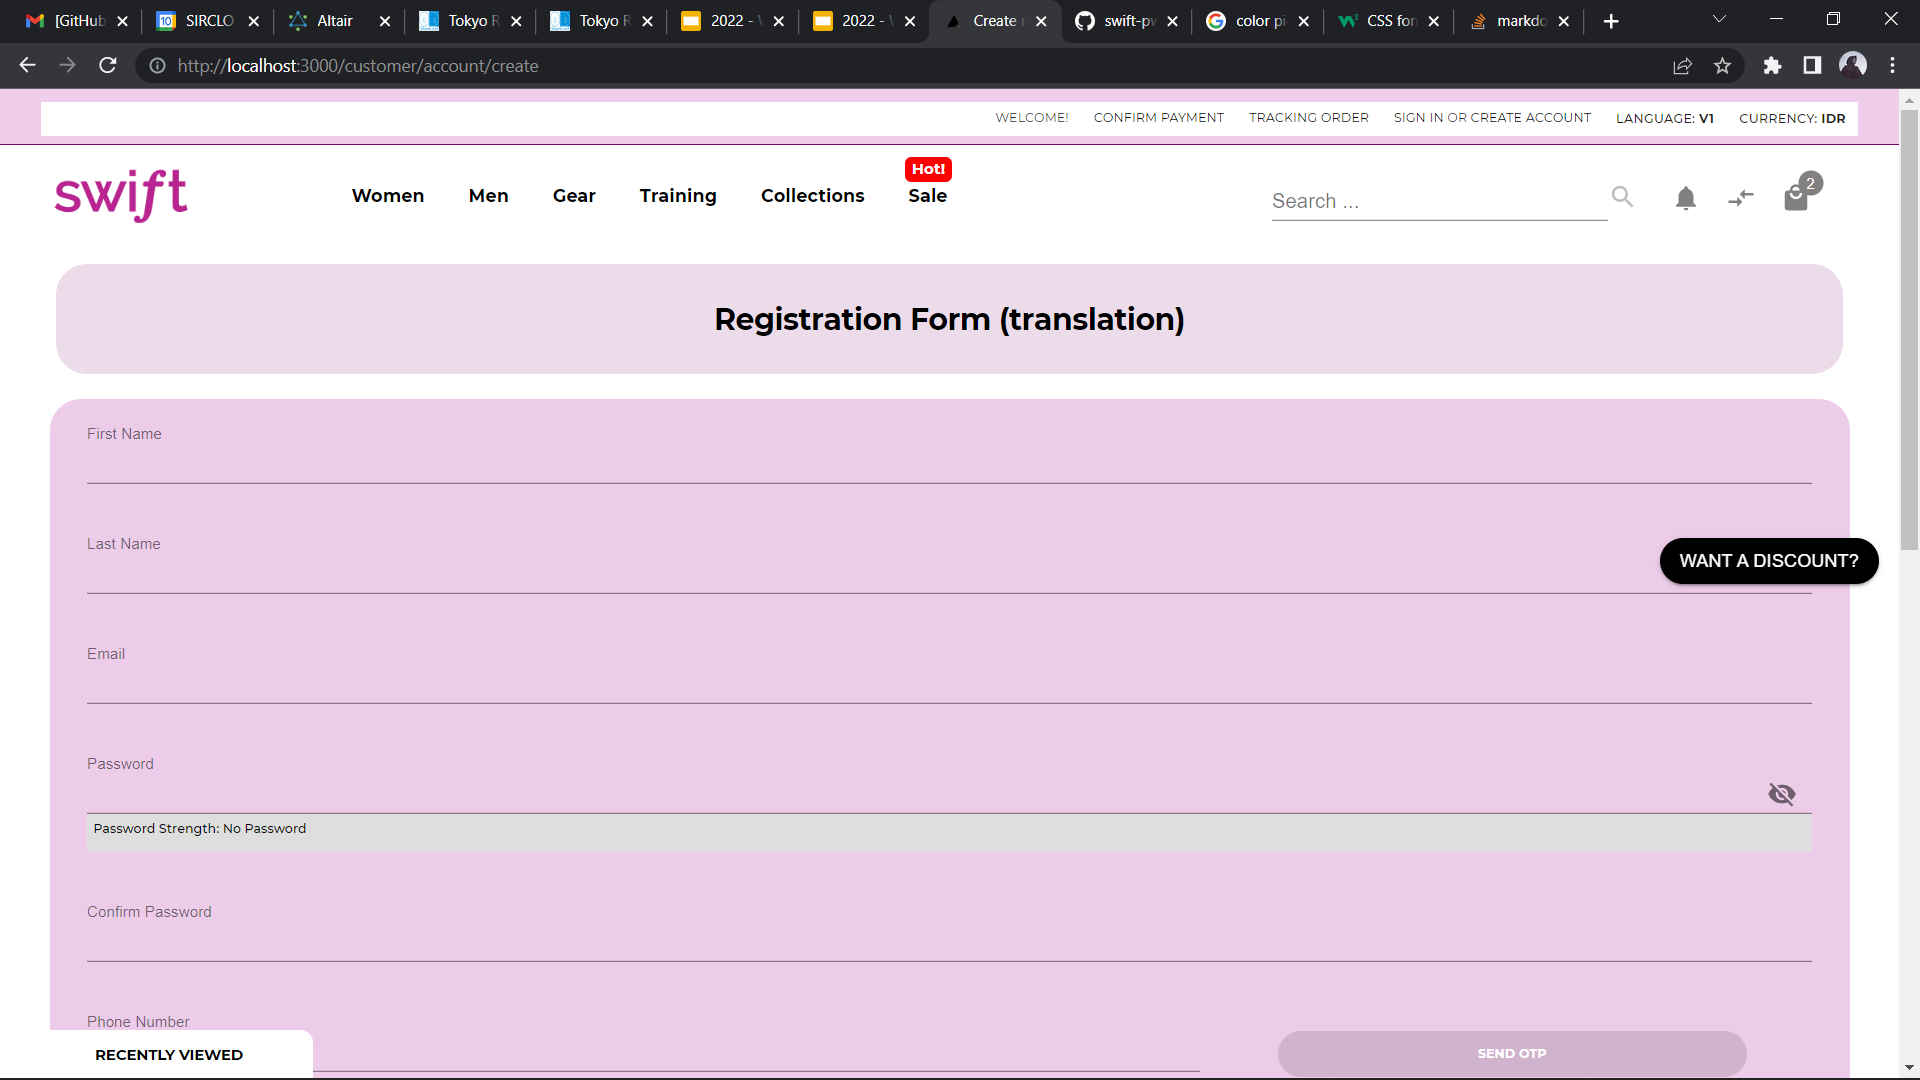 [GitHub
SIRCLO
Altair
Tokyo R
Tokyo R
2022 -
2022 -
Create
swift-pw
color pi
CSS fon
markdo
http://localhost:3000/customer/account/create
WELCOME! CONFIRM PAYMENT TRACKING ORDER SIGN IN OR CREATE ACCOUNT LANGUAGE: V1 CURRENCY: IDR
swift
Hot!
Women Men Gear Training Collections Sale
Search ...
2
Registration Form (translation)
First Name
Last Name
WANT A DISCOUNT?
Email
Password
Password Strength: No Password
Confirm Password
Phone Number
RECENTLY VIEWED
SEND OTP